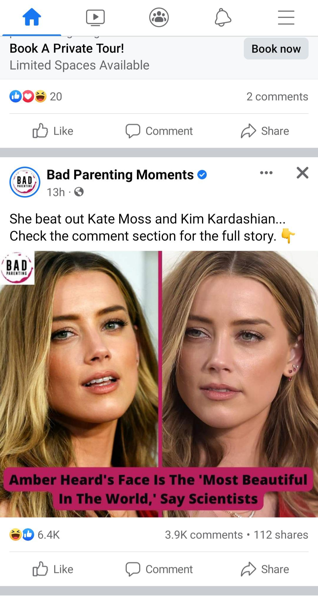 Book A Private Tour!
Limited Spaces Available
Book now
20
2 comments
Like
Comment
Share
BAD
PARENTING
Bad Parenting Moments
13h ·
She beat out Kate Moss and Kim Kardashian...
Check the comment section for the full story. 👇
BAD
PARENTING
Amber Heard's Face Is The 'Most Beautiful
In The World,' Say Scientists
6.4K
3.9K comments • 112 shares
Like
Comment
Share